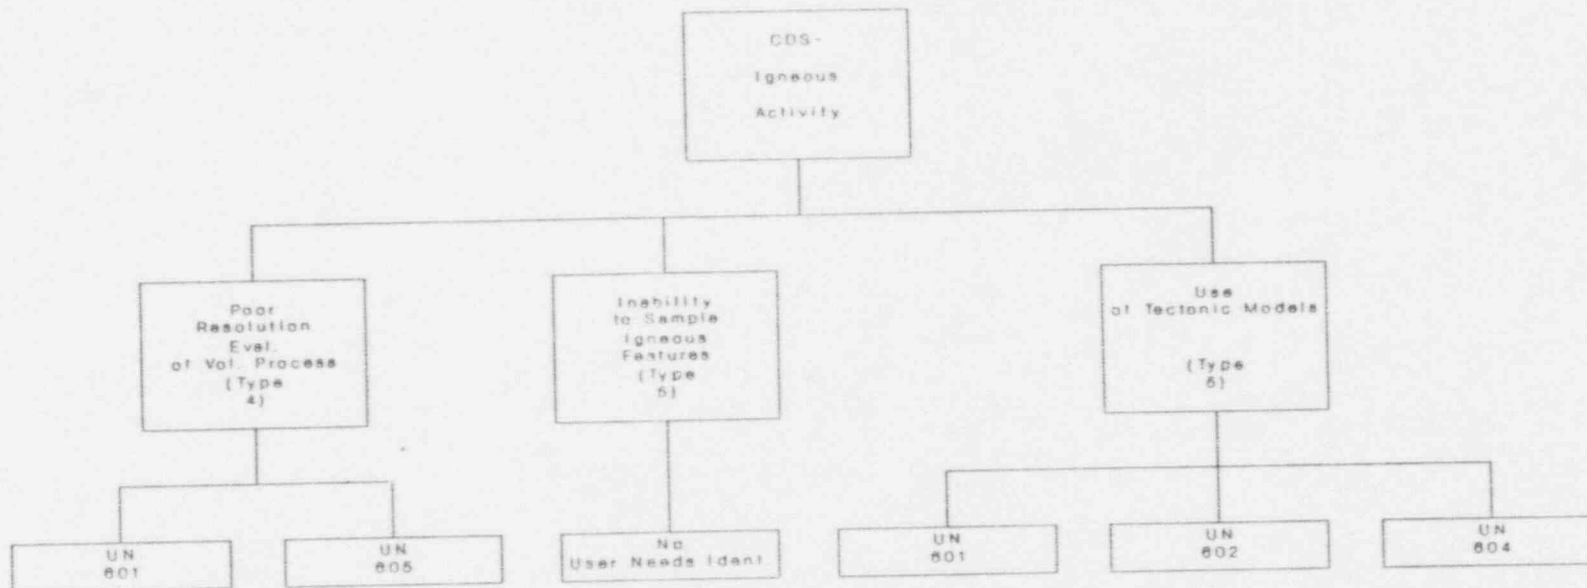 CDS-
Igneous
Activity
Poor
Resolution
Eval.
of Vol. Process
(Type
4)
Inability
to Sample
Igneous
Features
(Type
5)
Use
of Tectonic Models
(Type
5)
UN
601
UN
605
No
User Needs Ident.
UN
601
UN
602
UN
604